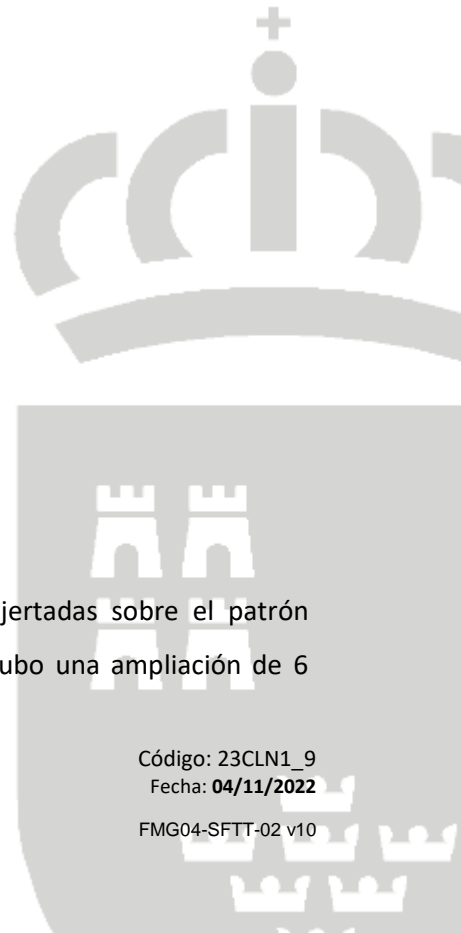 jertadas sobre el patrón
ubo una ampliación de 6
Código: 23CLN1_9
Fecha: 04/11/2022
FMG04-SFTT-02 v10